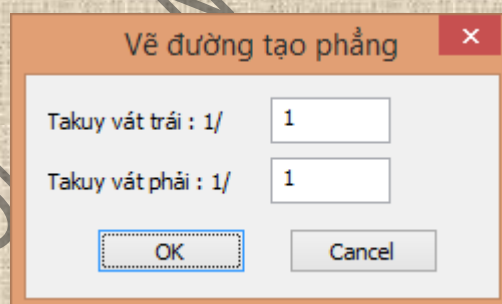 Vẽ đường tạo phẳng
Takuy vát trái : 1/ 1
Takuy vát phải : 1/ 1
OK Cancel